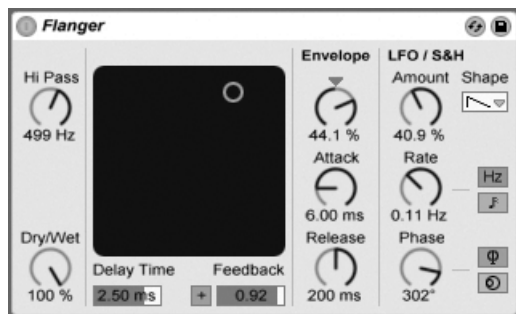 Flanger
Envelope
LFO / S&H
Hi Pass
499 Hz
44.1 %
Amount
Shape
40.9 %
Attack
6.00 ms
Rate
0.11 Hz
Hz
Dry/Wet
100 %
Delay Time
2.50 ms
+
Feedback
0.92
Release
200 ms
Phase
302°
Φ